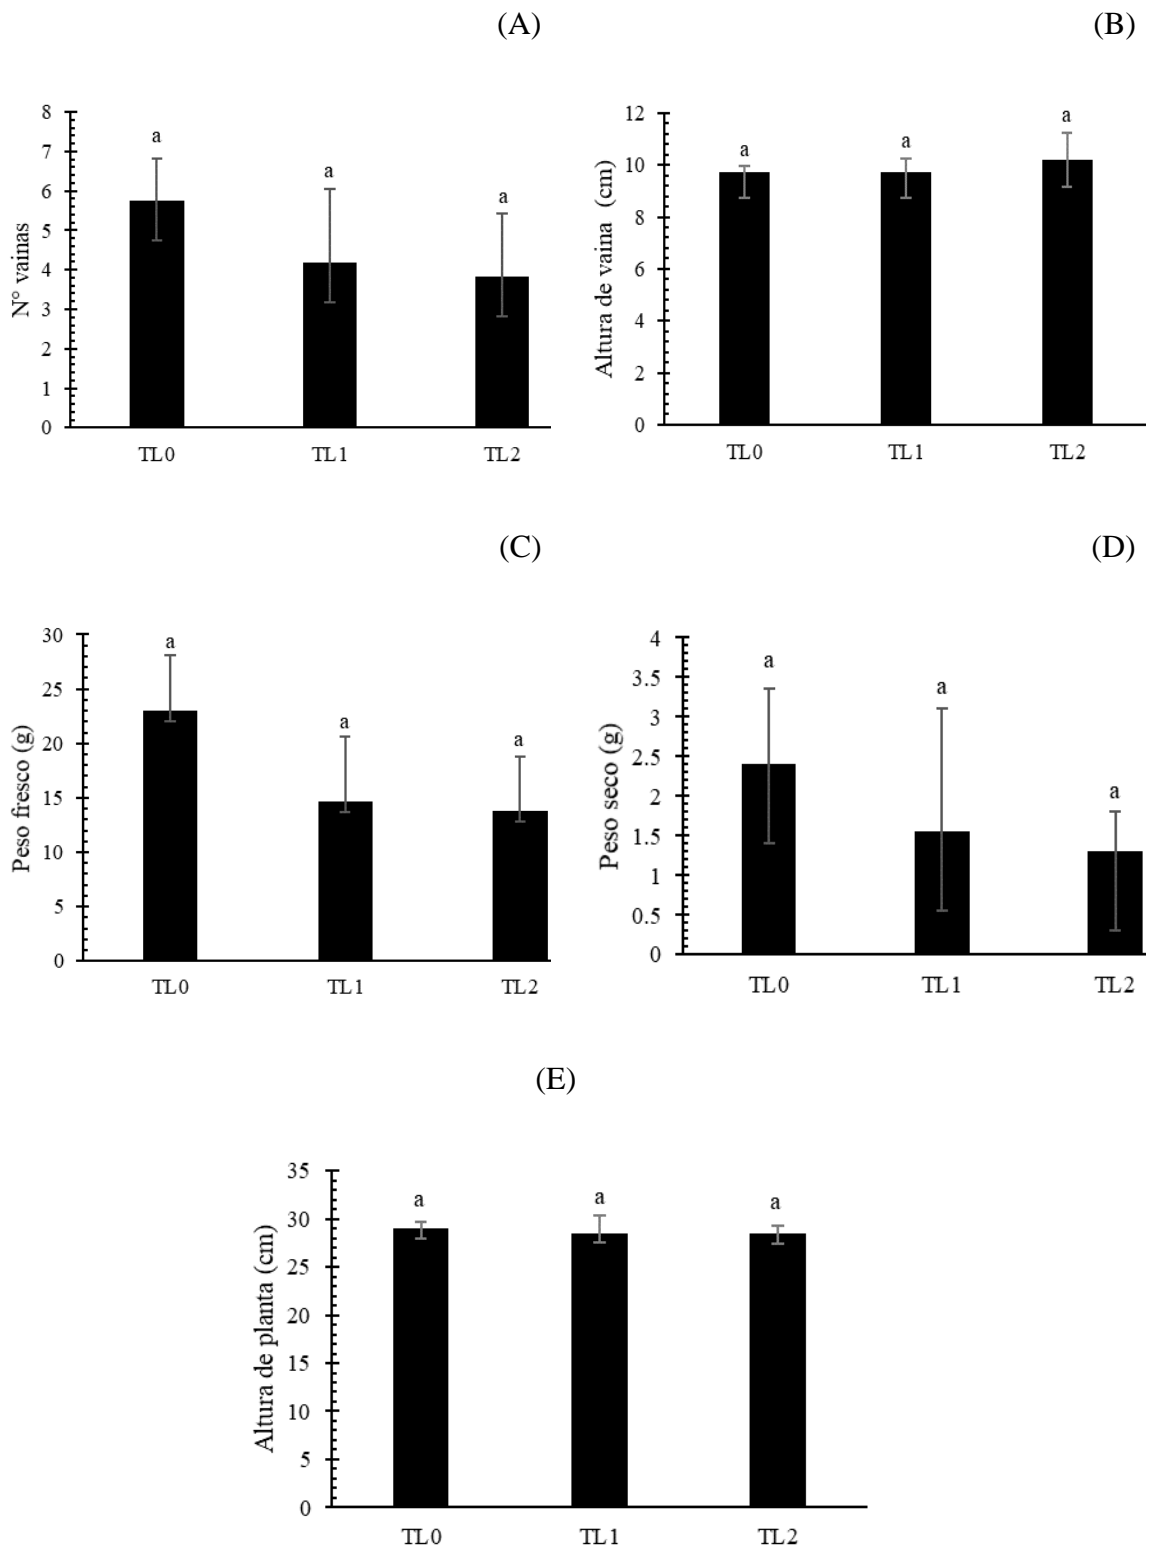 (A)
(B)
8
7
6
5
4
3
2
1
0
N° vainas
a
a
a
TL0
TL1
TL2
12
10
8
6
4
2
0
Altura de vaina (cm)
a
a
a
TL0
TL1
TL2
(C)
(D)
30
25
20
15
10
5
0
Peso fresco (g)
a
a
a
TL0
TL1
TL2
4
3.5
3
2.5
2
1.5
1
0.5
0
Peso seco (g)
a
a
a
TL0
TL1
TL2
(E)
35
30
25
20
15
10
5
0
Altura de planta (cm)
a
a
a
TL0
TL1
TL2